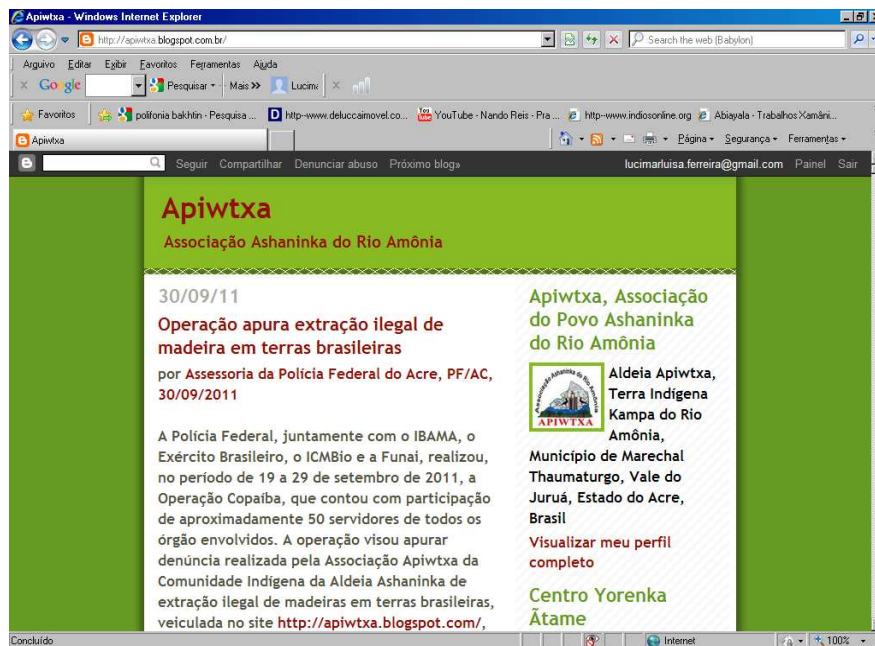 Apiwtxa - Windows Internet Explorer
http://apiwtxa.blogspot.com.br/
Search the web (Babylon)
Arquivo Editar Exibir Favoritos Ferramentas Ajuda
Google Pesquisar Mais >>
Favoritos polifonia bakhtin - Pesquisa ... http--www.deluccaimovel.co... YouTube - Nando Reis - Pra ... http--www.indiosonline.org Abiayala - Trabalhos Xamâni...
Apiwtxa Página Segurança Ferramentas
Seguir Compartilhar Denunciar abuso Próximo blog» lucimarluisa.ferreira@gmail.com Painel Sair
Apiwtxa
Associação Ashaninka do Rio Amônia
30/09/11
Operação apura extração ilegal de
madeira em terras brasileiras
por Assessoria da Polícia Federal do Acre, PF/AC,
30/09/2011
A Polícia Federal, juntamente com o IBAMA, o
Exército Brasileiro, o ICMBio e a Funai, realizou,
no período de 19 a 29 de setembro de 2011, a
Operação Copaíba, que contou com participação
de aproximadamente 50 servidores de todos os
órgão envolvidos. A operação visou apurar
denúncia realizada pela Associação Apiwtxa da
Comunidade Indígena da Aldeia Ashaninka de
extração ilegal de madeiras em terras brasileiras,
veiculada no site http://apiwtxa.blogspot.com/,
Apiwtxa, Associação
do Povo Ashaninka
do Rio Amônia
APIWTXA
Aldeia Apiwtxa,
Terra Indígena
Kampa do Rio
Amônia,
Município de Marechal
Thaumaturgo, Vale do
Juruá, Estado do Acre,
Brasil
Visualizar meu perfil
completo
Centro Yorenka
Ãtame
Concluído Internet 100%